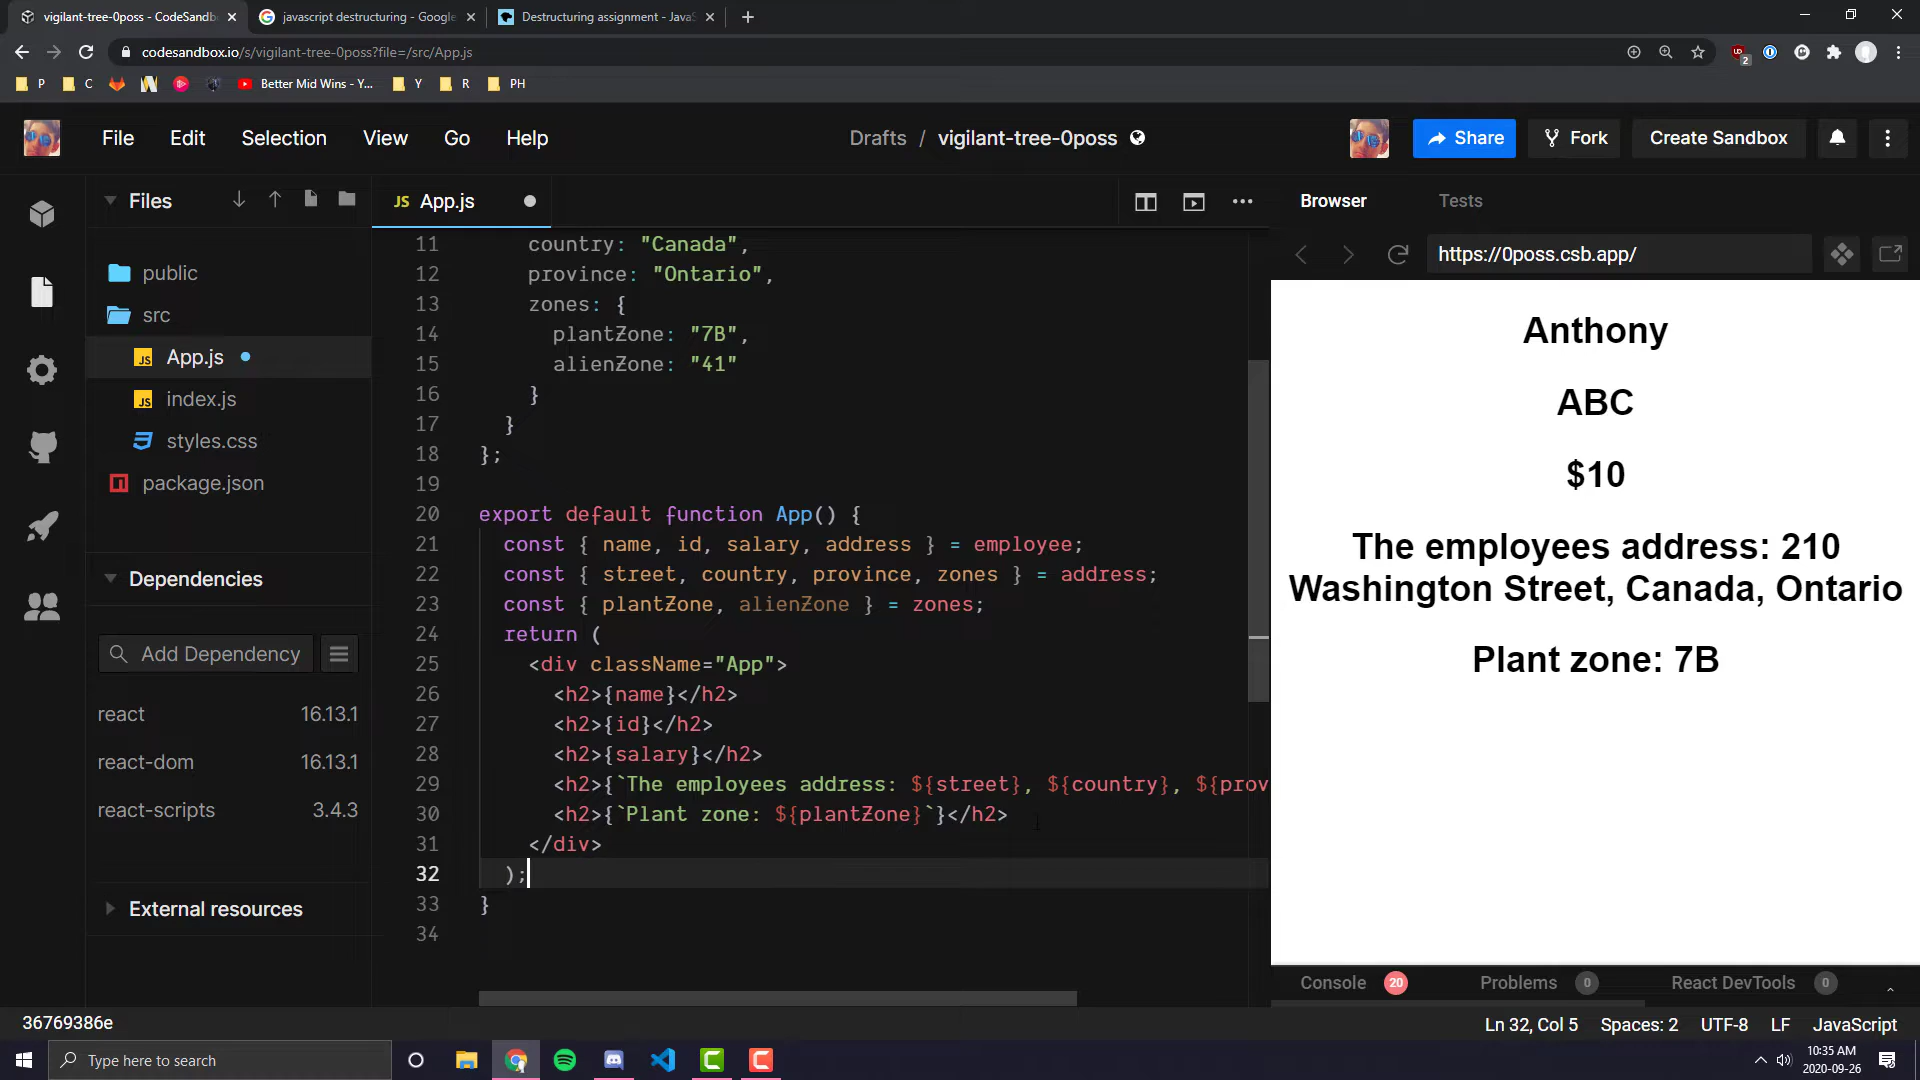 vigilant-tree-0poss - CodeSandb
javascript destructuring - Google
Destructuring assignment - JavaS
codesandbox.io/s/vigilant-tree-0poss?file=/src/App.js
2
P
C
Better Mid Wins - Y...
Y
R
PH
File
Edit
Selection
View
Go
Help
Drafts / vigilant-tree-0poss
Share
Fork
Create Sandbox
Files
JS App.js
Browser
Tests
https://0poss.csb.app/
public
src
JS App.js
JS index.js
styles.css
package.json
Dependencies
Add Dependency
react 16.13.1
react-dom 16.13.1
react-scripts 3.4.3
External resources
11 country: "Canada",
12 province: "Ontario",
13 zones: {
14 plantZone: "7B",
15 alienZone: "41"
16 }
17 }
18 };
19
20 export default function App() {
21 const { name, id, salary, address } = employee;
22 const { street, country, province, zones } = address;
23 const { plantZone, alienZone } = zones;
24 return (
25 <div className="App">
26 <h2>{name}</h2>
27 <h2>{id}</h2>
28 <h2>{salary}</h2>
29 <h2>{`The employees address: ${street}, ${country}, ${prov
30 <h2>{`Plant zone: ${plantZone}`}</h2>
31 </div>
32 );
33 }
34
Anthony
ABC
$10
The employees address: 210
Washington Street, Canada, Ontario
Plant zone: 7B
Console 20
Problems 0
React DevTools 0
36769386e
Ln 32, Col 5
Spaces: 2
UTF-8
LF
JavaScript
Type here to search
10:35 AM
2020-09-26